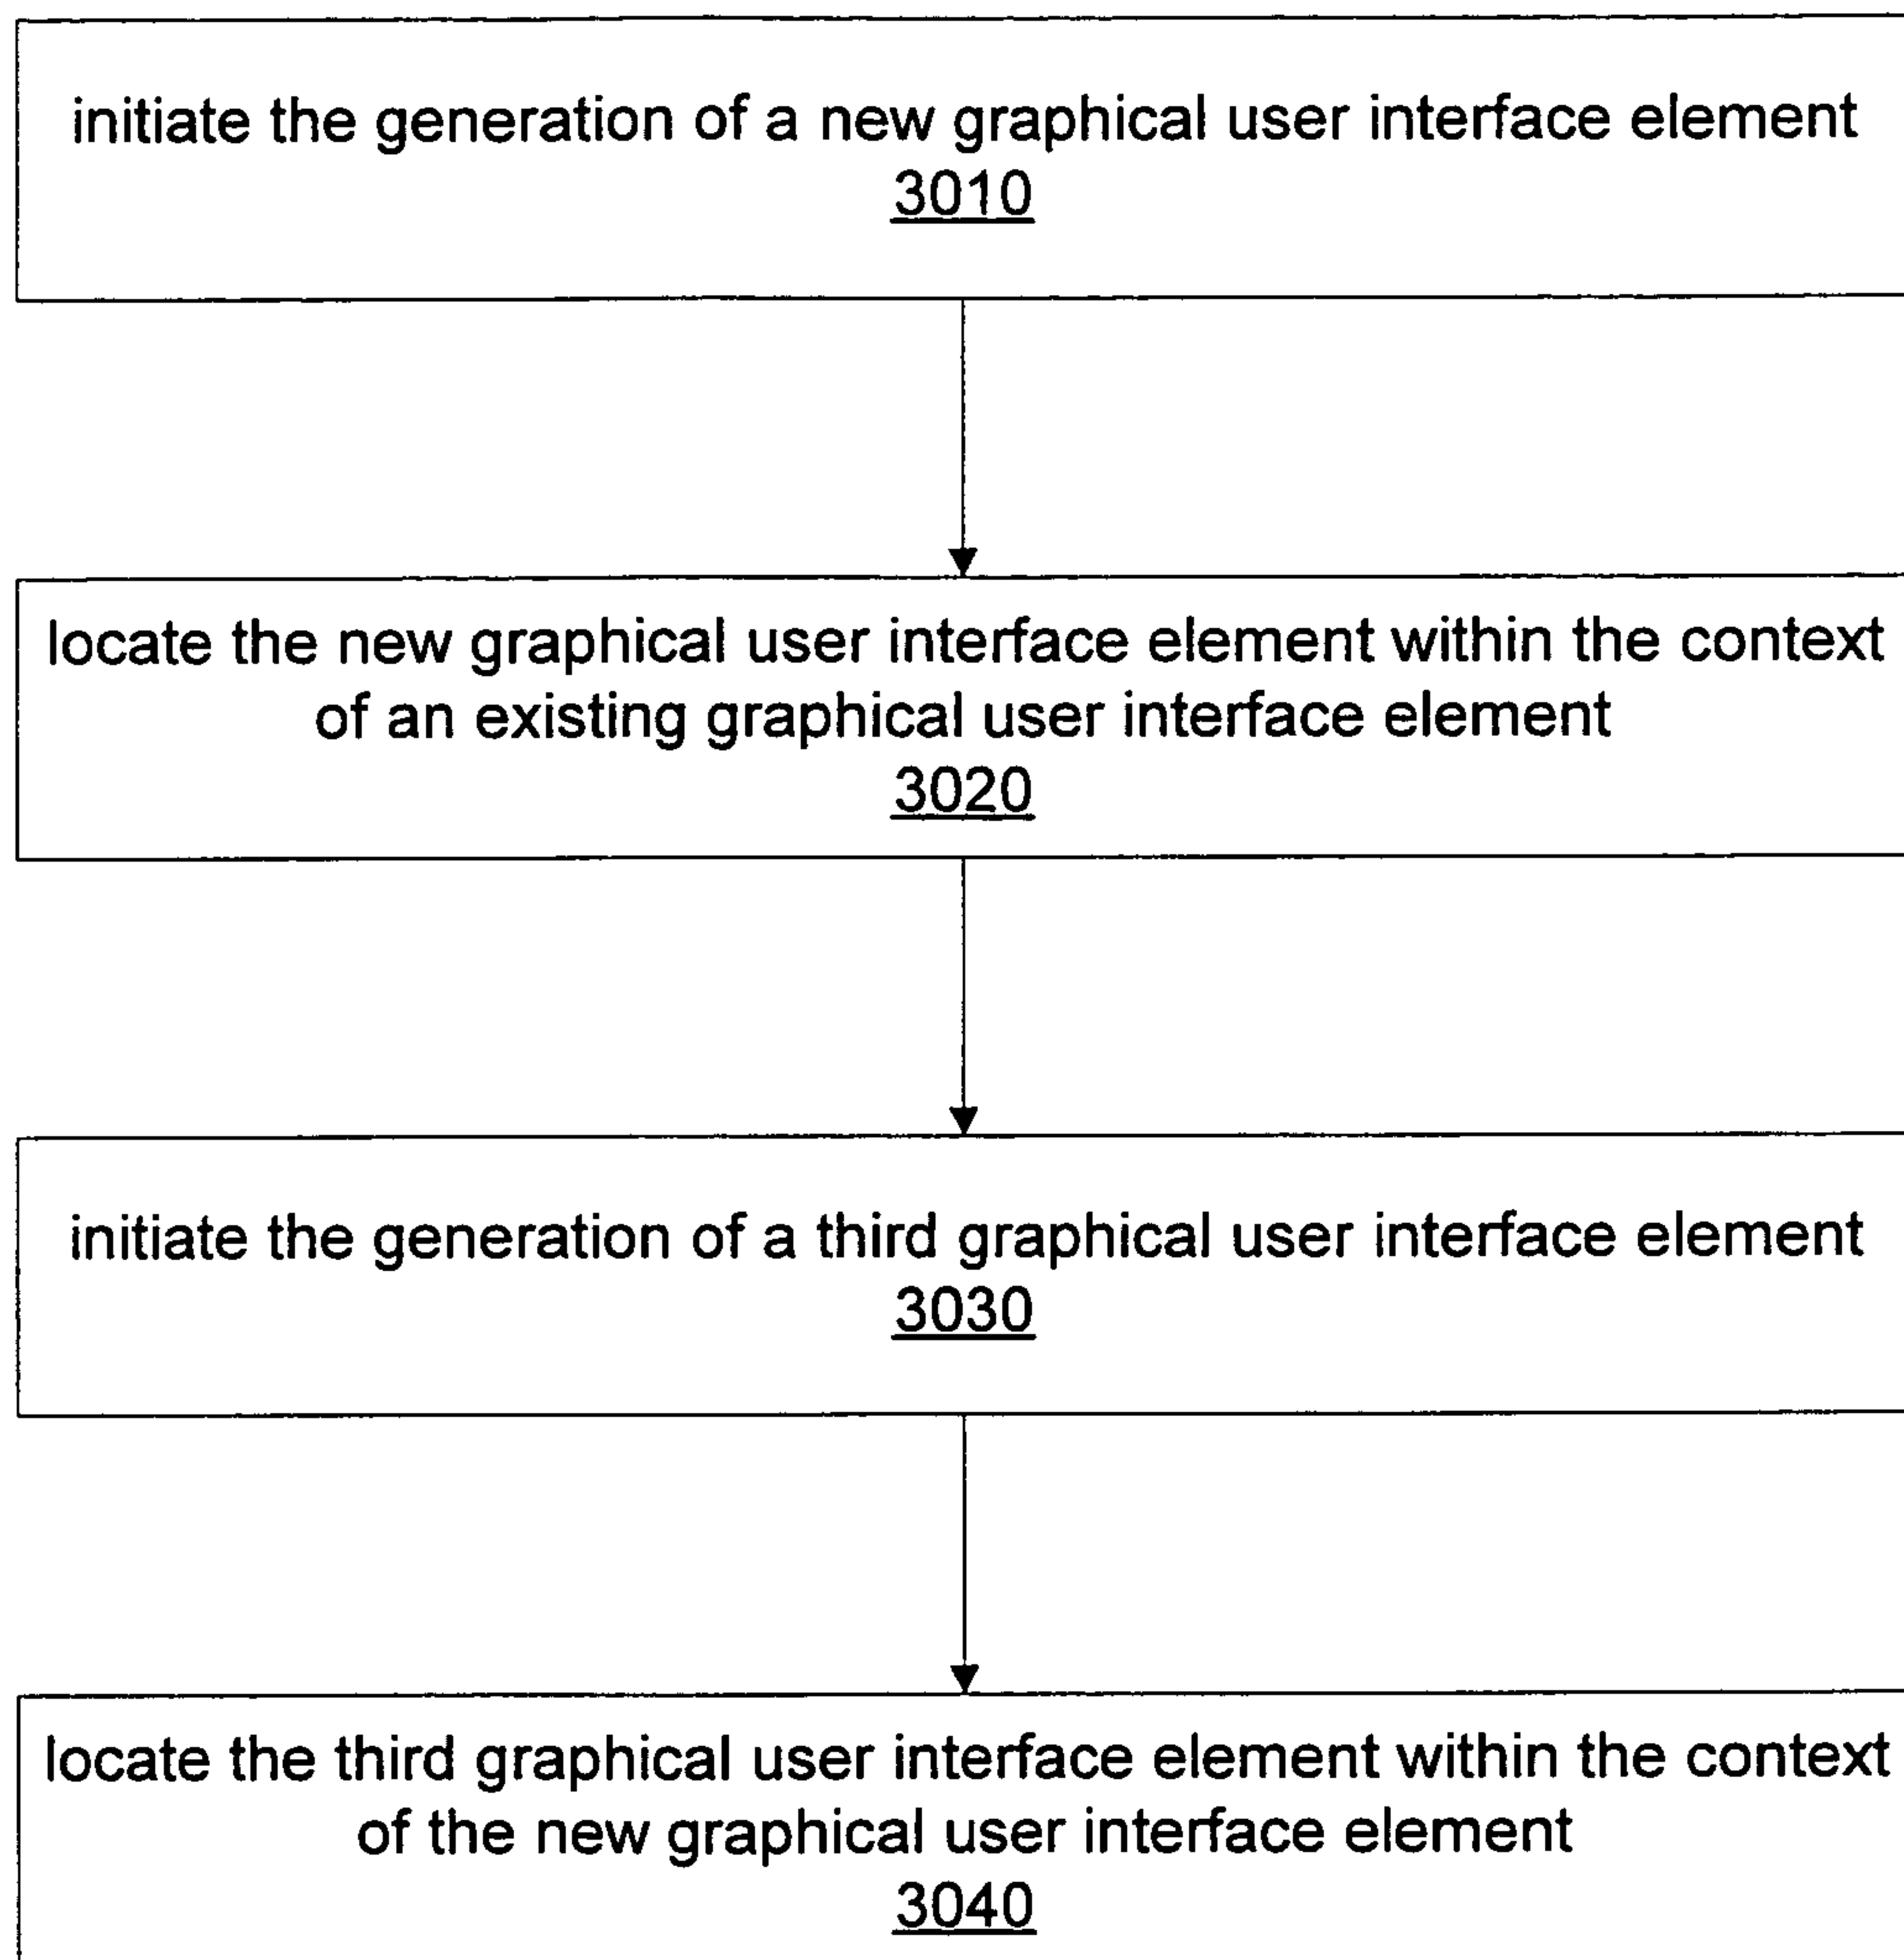 initiate the generation of a new graphical user interface element
3010
locate the new graphical user interface element within the context
of an existing graphical user interface element
3020
initiate the generation of a third graphical user interface element
3030
locate the third graphical user interface element within the context
of the new graphical user interface element
3040